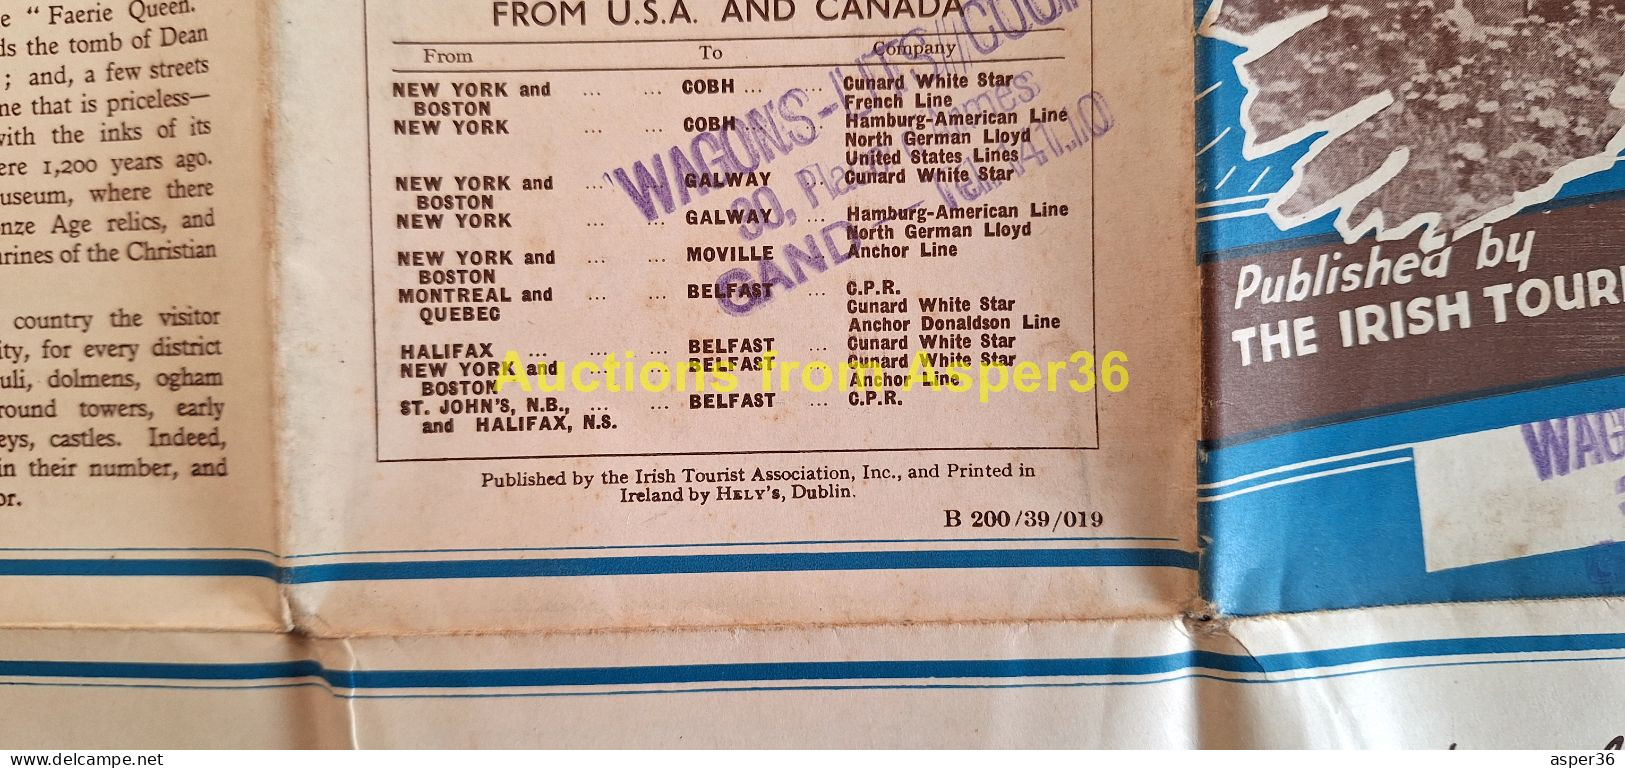 e " Faerie Queen.
ds the tomb of Dean
; and, a few streets
ne that is priceless—
with the inks of its
ere 1,200 years ago.
useum, where there
nze Age relics, and
rines of the Christian
country the visitor
ity, for every district
uli, dolmens, ogham
round towers, early
eys, castles. Indeed,
in their number, and
or.
FROM U.S.A. AND CANADA
From To Company
NEW YORK and ... ... COBH ... ... Cunard White Star
BOSTON French Line
NEW YORK ... ... COBH ... Hamburg-American Line
North German Lloyd
United States Lines
NEW YORK and ... GALWAY ... Cunard White Star
BOSTON
NEW YORK ... ... GALWAY ... Hamburg-American Line
North German Lloyd
NEW YORK and ... ... MOVILLE ... Anchor Line
BOSTON
MONTREAL and ... ... BELFAST ... C.P.R.
QUEBEC Cunard White Star
Anchor Donaldson Line
HALIFAX ... ... ... BELFAST ... Cunard White Star
NEW YORK and ... ... BELFAST ... Cunard White Star
BOSTON Anchor Line
ST. JOHN'S, N.B., ... ... BELFAST ... C.P.R.
and HALIFAX, N.S.
WAGONS-LITS//COOK
30, Place
GAND — Tel. 141.10
Published by the Irish Tourist Association, Inc., and Printed in
Ireland by HELY'S, Dublin.
B 200/39/019
Published by
THE IRISH TOURI
WAG
Auctions from Asper36
asper36
asper36